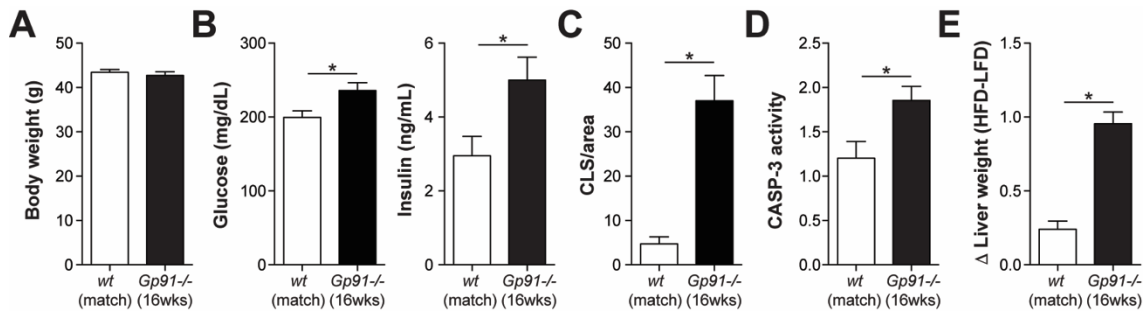 A
Body weight (g)
50
40
30
20
10
0
wt
(match)
Gp91-/-
(16wks)
B
Glucose (mg/dL)
300
200
100
0
*
wt
(match)
Gp91-/-
(16wks)
Insulin (ng/mL)
6
4
2
0
*
wt
(match)
Gp91-/-
(16wks)
C
CLS/area
50
40
30
20
10
0
*
wt
(match)
Gp91-/-
(16wks)
D
CASP-3 activity
2.5
2.0
1.5
1.0
0.5
0.0
*
wt
(match)
Gp91-/-
(16wks)
E
Δ Liver weight (HFD-LFD)
1.5
1.0
0.5
0.0
*
wt
(match)
Gp91-/-
(16wks)